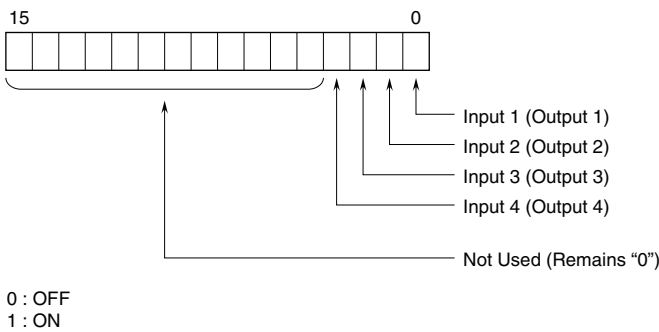 15 0
Input 1 (Output 1)
Input 2 (Output 2)
Input 3 (Output 3)
Input 4 (Output 4)
Not Used (Remains “0”)
0 : OFF
1 : ON